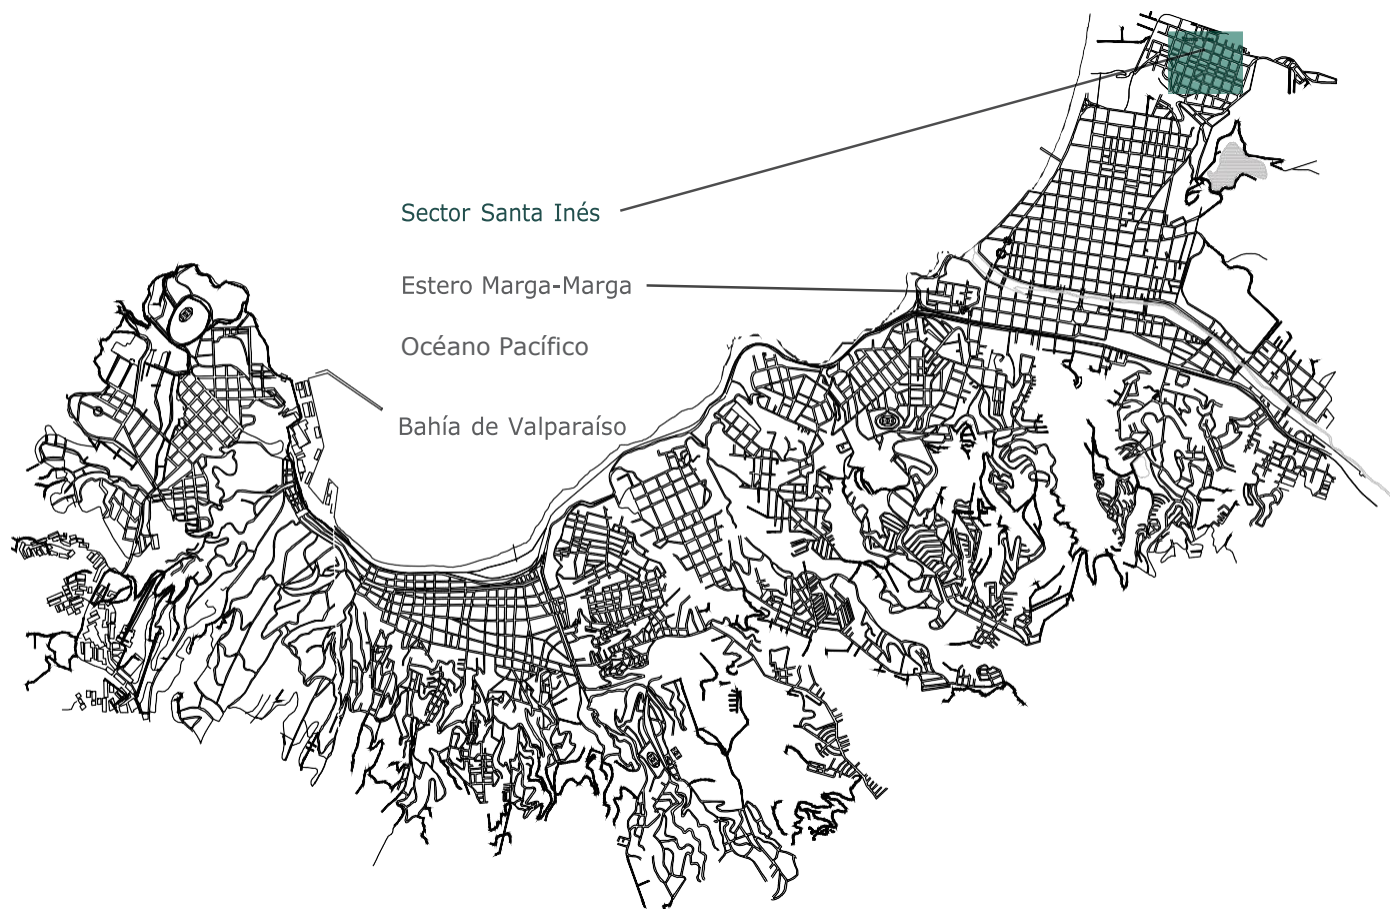 Sector Santa Inés
Estero Marga-Marga
Océano Pacífico
Bahía de Valparaíso